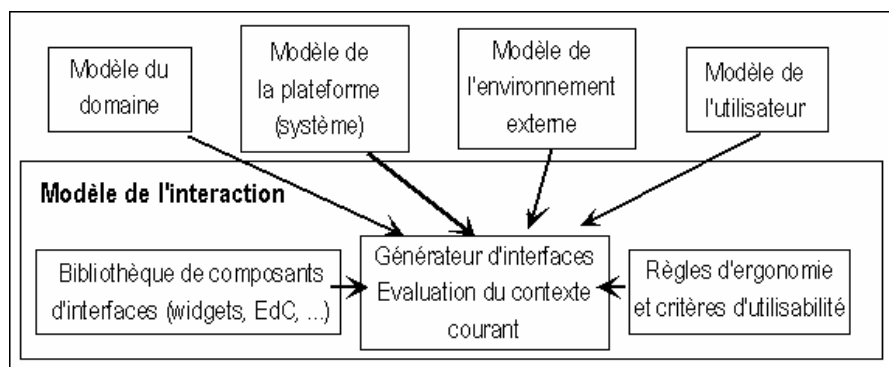 Modèle du
domaine
Modèle de
la plateforme
(système)
Modèle de
l'environnement
externe
Modèle de
l'utilisateur
Modèle de l'interaction
Bibliothèque de composants
d'interfaces (widgets, EdC, ...)
Générateur d'interfaces
Evaluation du contexte
courant
Règles d'ergonomie
et critères d'utilisabilité